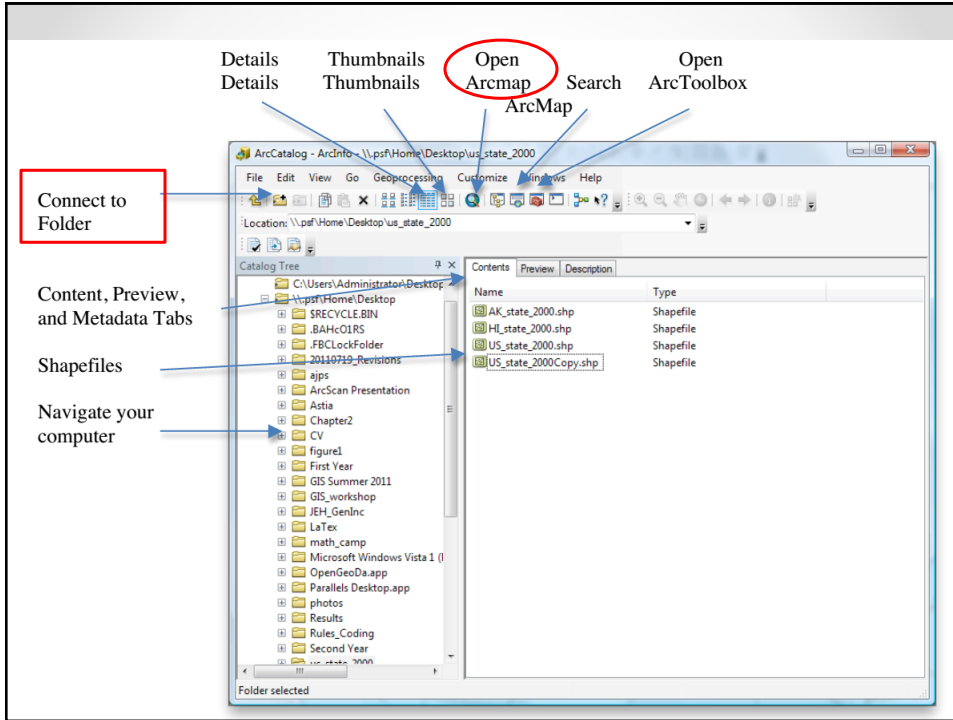 Details Thumbnails Open Open
Details Thumbnails Arcmap Search ArcToolbox
ArcMap
ArcCatalog - ArcInfo - \\.psf\Home\Desktop\us_state_2000
File Edit View Go Geoprocessing Customize Windows Help
Connect to
Folder
Location: \\.psf\Home\Desktop\us_state_2000
Catalog Tree
Contents Preview Description
C:\Users\Administrator\Desktop
Name Type
Content, Preview,
and Metadata Tabs
\\.psf\Home\Desktop
$RECYCLE.BIN
AK_state_2000.shp Shapefile
.BAHcO1RS
HI_state_2000.shp Shapefile
.FBCLockFolder
US_state_2000.shp Shapefile
Shapefiles
20110719_Revisions
US_state_2000Copy.shp Shapefile
ajps
ArcScan Presentation
Astia
Navigate your
computer
Chapter2
CV
figure1
First Year
GIS Summer 2011
GIS_workshop
JEH_GenInc
LaTex
math_camp
Microsoft Windows Vista 1 (
OpenGeoDa.app
Parallels Desktop.app
photos
Results
Rules_Coding
Second Year
us_state_2000
Folder selected